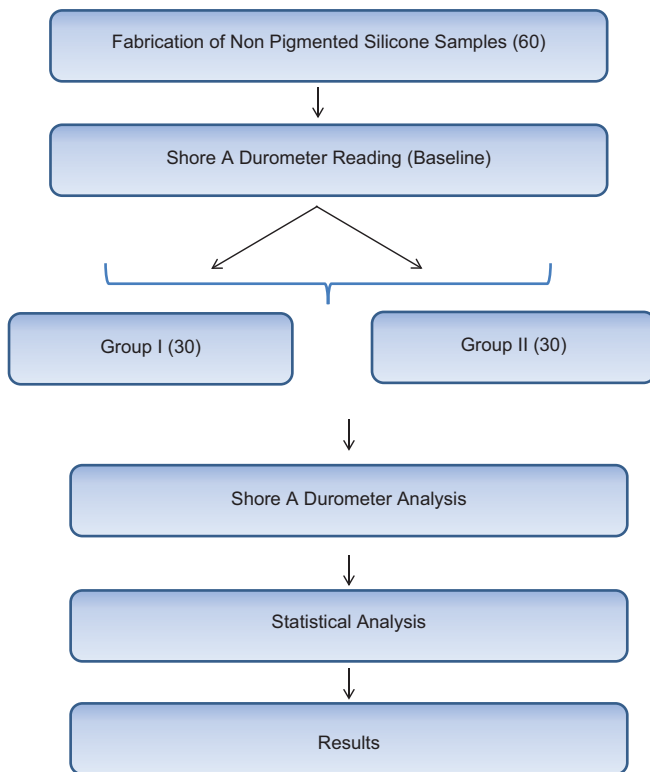 Fabrication of Non Pigmented Silicone Samples (60)
Shore A Durometer Reading (Baseline)
Group I (30)
Group II (30)
Shore A Durometer Analysis
Statistical Analysis
Results